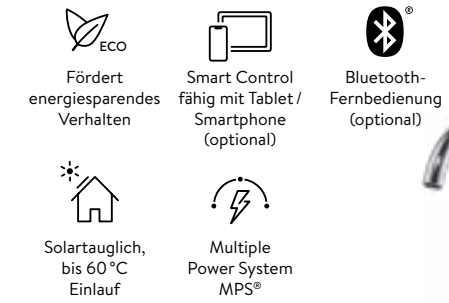 ECO
Fördert
energiesparendes
Verhalten
Smart Control
fähig mit Tablet /
Smartphone
(optional)
®
Bluetooth-
Fernbedienung
(optional)
Solartauglich,
bis 60 °C
Einlauf
Multiple
Power System
MPS®